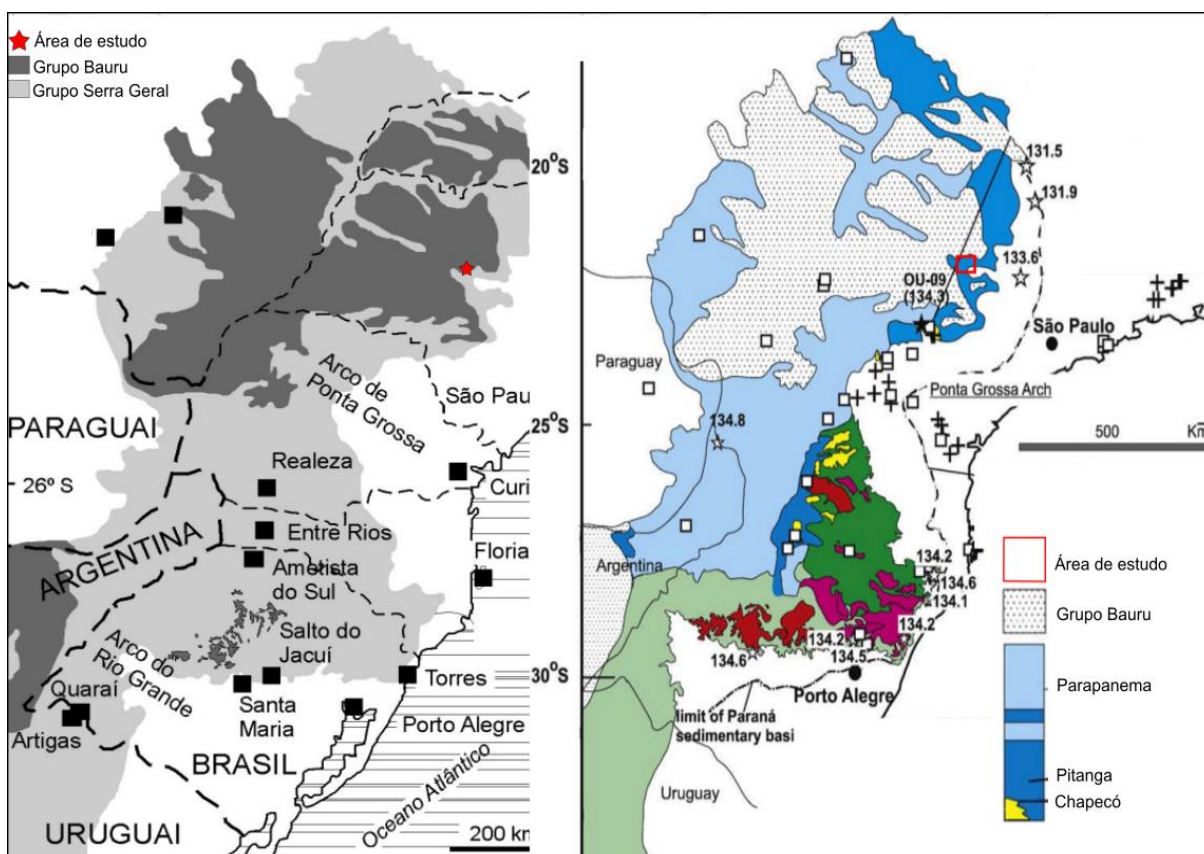 Área de estudo
Grupo Bauru
Grupo Serra Geral
20°S
Arco de
Ponta Grossa
São Pau
PARAGUAI
25°S
Realeza
26º S
Curi
Entre Rios
ARGENTINA
Floria
Ametista
do Sul
Salto do
Jacuí
Arco do
Rio Grande
30°S
Torres
Quaraí
Santa
Maria
Porto Alegre
Artigas
BRASIL
Oceano Atlântico
URUGUAI
200 km
131.5
131.9
133.6
OU-09
(134.3)
São Paulo
Paraguay
Ponta Grossa Arch
500
Km
134.8
Argentina
134.2
134.6
134.1
134.2
134.2
134.5
134.6
Porto Alegre
limit of Paraná
sedimentary basi
Uruguay
Área de estudo
Grupo Bauru
Parapanema
Pitanga
Chapecó